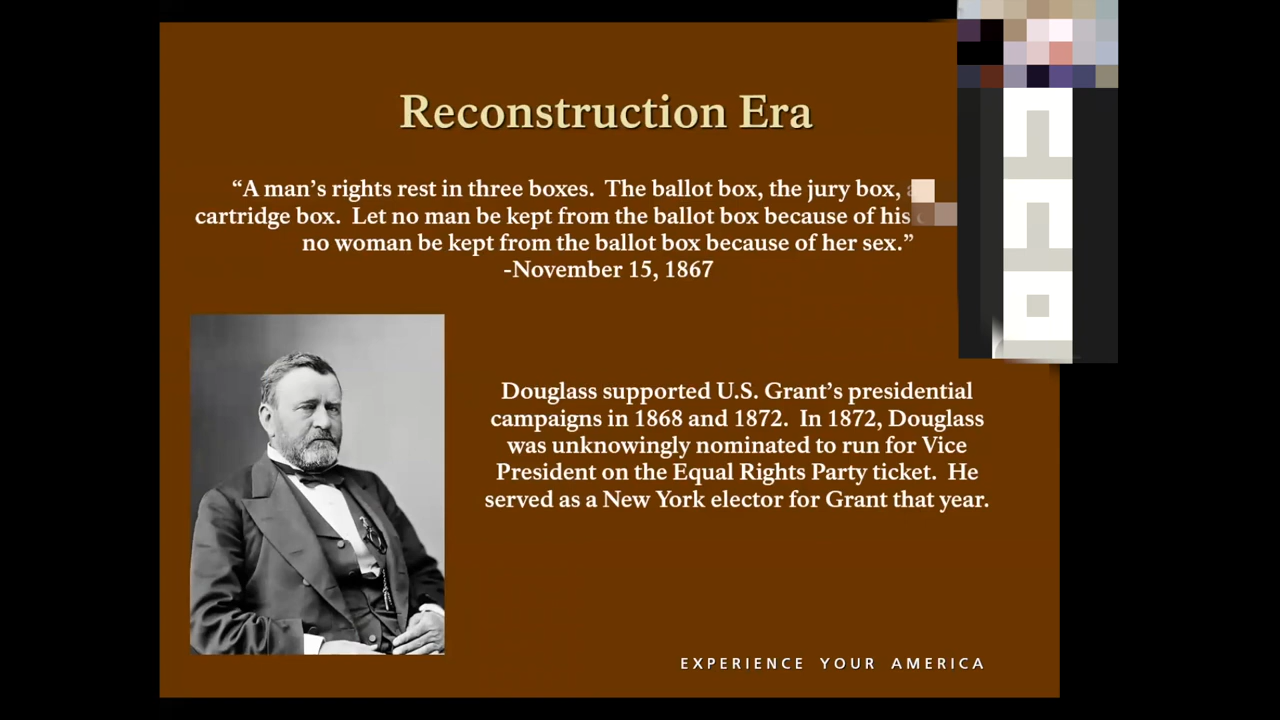 Reconstruction Era
“A man’s rights rest in three boxes. The ballot box, the jury box,
cartridge box. Let no man be kept from the ballot box because of his
no woman be kept from the ballot box because of her sex.”
-November 15, 1867
Douglass supported U.S. Grant’s presidential
campaigns in 1868 and 1872. In 1872, Douglass
was unknowingly nominated to run for Vice
President on the Equal Rights Party ticket. He
served as a New York elector for Grant that year.
EXPERIENCE YOUR AMERICA